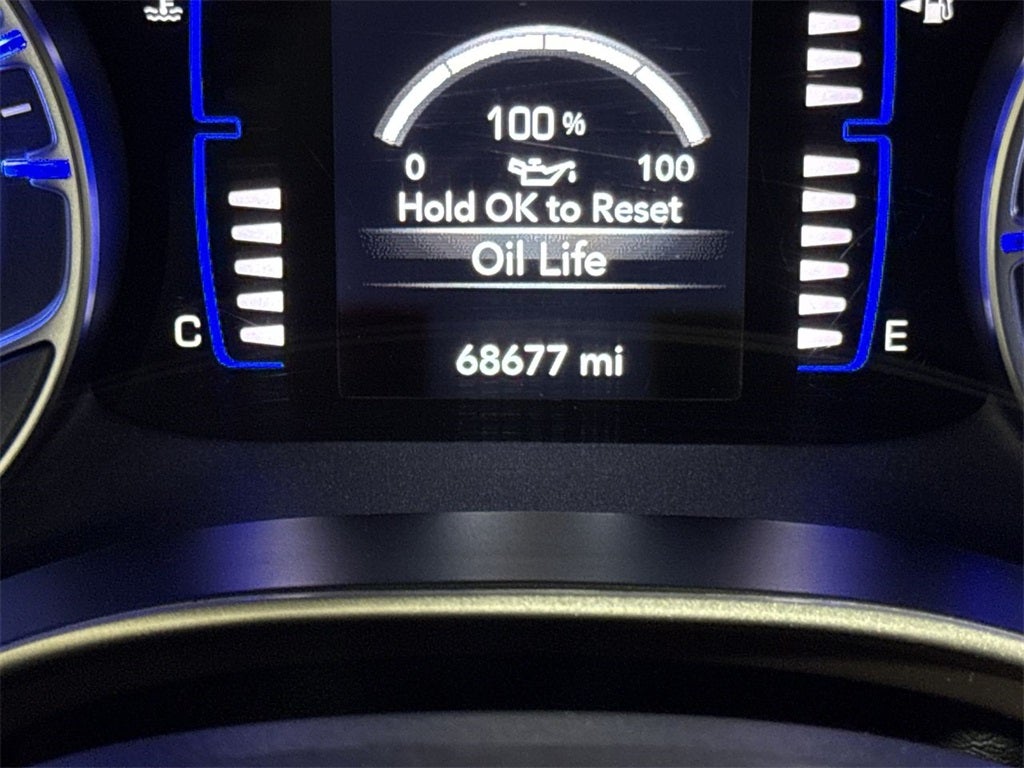 100 %
0 100
Hold OK to Reset
Oil Life
C
E
68677 mi